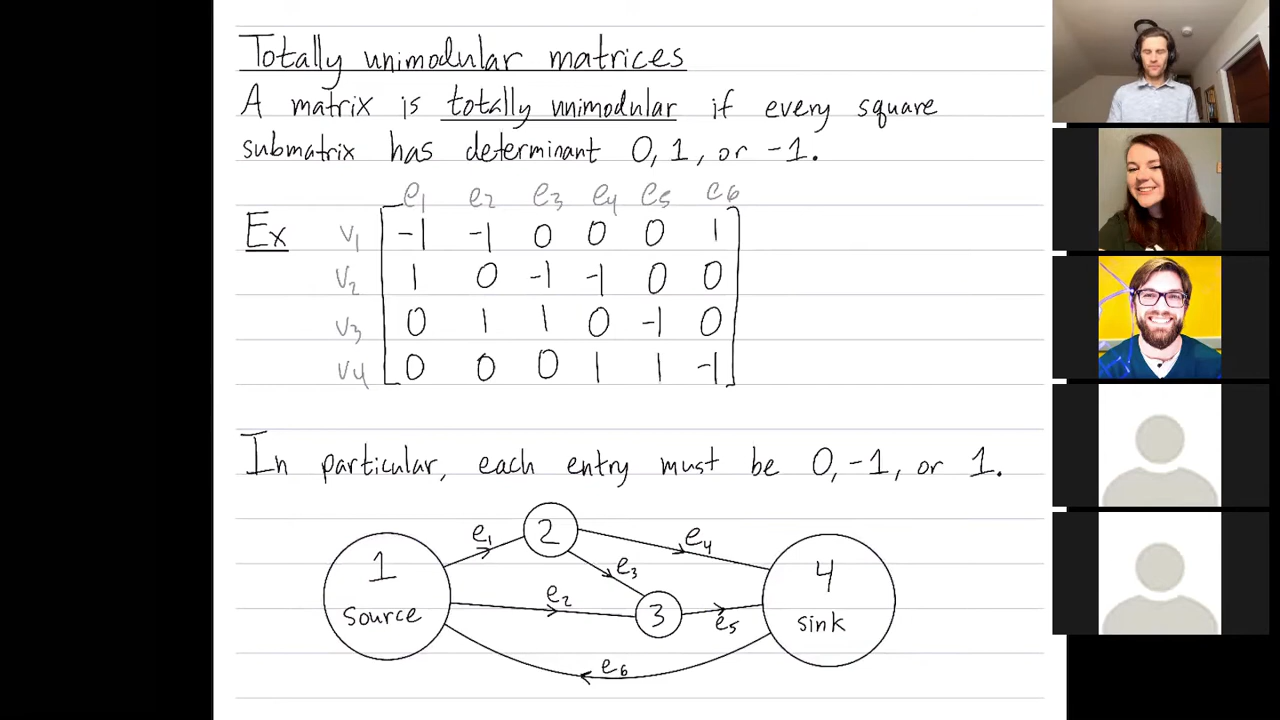 Totally unimodular matrices
A matrix is totally unimodular if every square
submatrix has determinant 0, 1, or -1.
e1 e2 e3 e4 e5 e6
Ex v1 -1 -1 0 0 0 1
v2 1 0 -1 -1 0 0
v3 0 1 1 0 -1 0
v4 0 0 0 1 1 -1
In particular, each entry must be 0, -1, or 1.
e1 2 e4
1 e3 4
source e2 3 e5 sink
e6